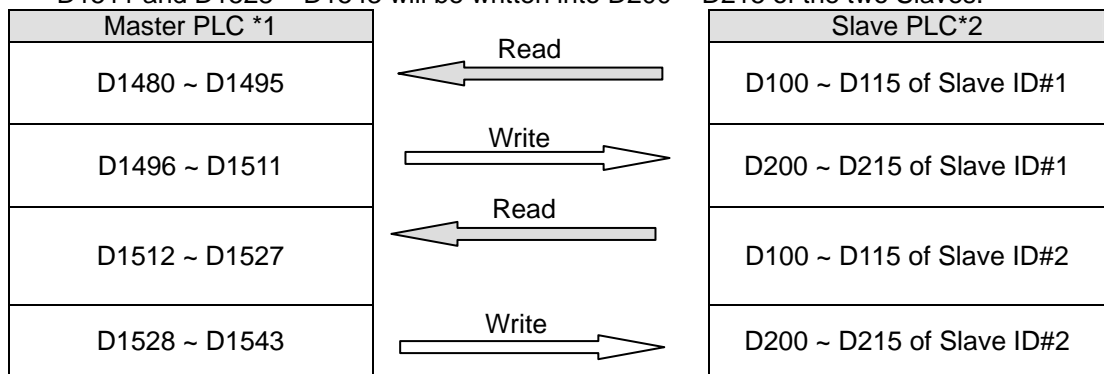 D1511 and D1528 ~ D1543 will be written into D200 ~ D215 of the two Slaves.
Master PLC *1
Slave PLC*2
D1480 ~ D1495
Read
D100 ~ D115 of Slave ID#1
D1496 ~ D1511
Write
D200 ~ D215 of Slave ID#1
D1512 ~ D1527
Read
D100 ~ D115 of Slave ID#2
D1528 ~ D1543
Write
D200 ~ D215 of Slave ID#2